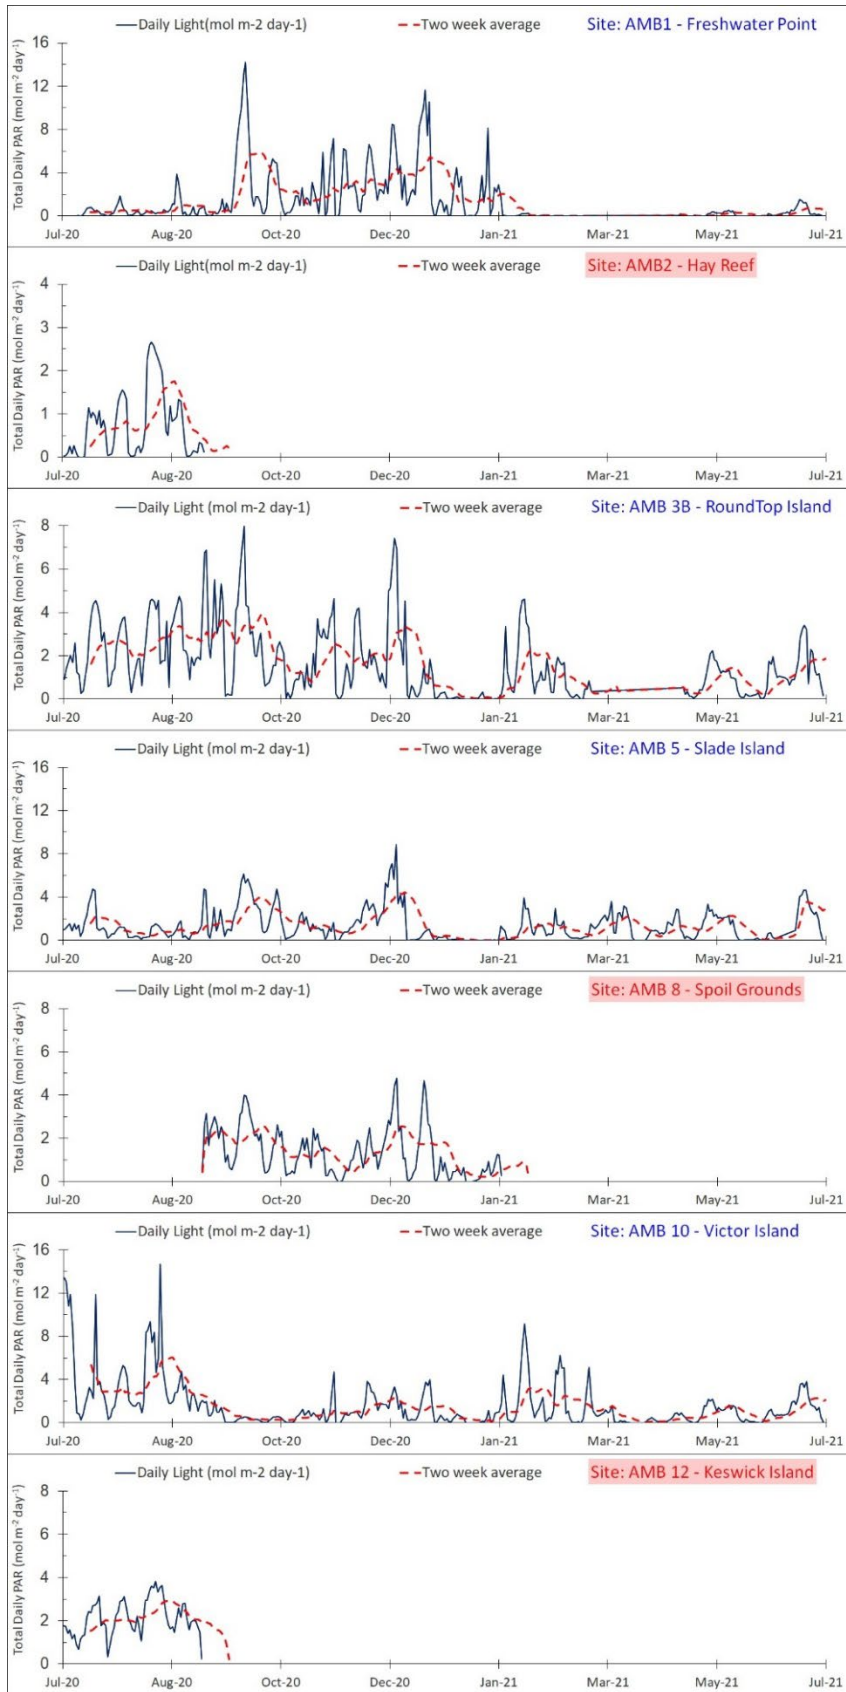 Daily Light(mol m-2 day-1) Two week average Site: AMB1 - Freshwater Point
Total Daily PAR (mol m⁻² day⁻¹)
16
12
8
4
0
Jul-20 Aug-20 Oct-20 Dec-20 Jan-21 Mar-21 May-21 Jul-21
Daily Light(mol m-2 day-1) Two week average Site: AMB2 - Hay Reef
Total Daily PAR (mol m⁻² day⁻¹)
4
3
2
1
0
Jul-20 Aug-20 Oct-20 Dec-20 Jan-21 Mar-21 May-21 Jul-21
Daily Light (mol m-2 day-1) Two week average Site: AMB 3B - RoundTop Island
Total Daily PAR (mol m⁻² day⁻¹)
8
6
4
2
0
Jul-20 Aug-20 Oct-20 Dec-20 Jan-21 Mar-21 May-21 Jul-21
Daily Light (mol m-2 day-1) Two week average Site: AMB 5 - Slade Island
Total Daily PAR (mol m⁻² day⁻¹)
16
12
8
4
0
Jul-20 Aug-20 Oct-20 Dec-20 Jan-21 Mar-21 May-21 Jul-21
Daily Light (mol m-2 day-1) Two week average Site: AMB 8 - Spoil Grounds
Total Daily PAR (mol m⁻² day⁻¹)
8
6
4
2
0
Jul-20 Aug-20 Oct-20 Dec-20 Jan-21 Mar-21 May-21 Jul-21
Daily Light (mol m-2 day-1) Two week average Site: AMB 10 - Victor Island
Total Daily PAR (mol m⁻² day⁻¹)
16
12
8
4
0
Jul-20 Aug-20 Oct-20 Dec-20 Jan-21 Mar-21 May-21 Jul-21
Daily Light (mol m-2 day-1) Two week average Site: AMB 12 - Keswick Island
Total Daily PAR (mol m⁻² day⁻¹)
8
6
4
2
0
Jul-20 Aug-20 Oct-20 Dec-20 Jan-21 Mar-21 May-21 Jul-21